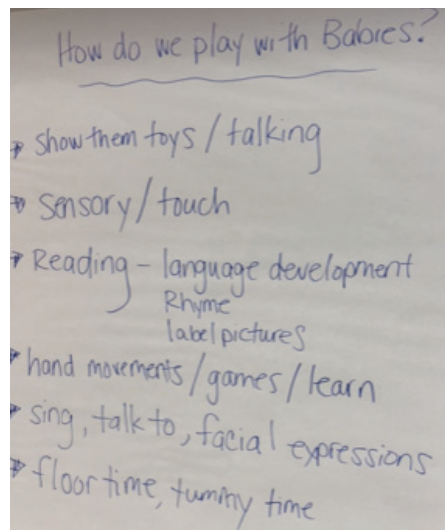 How do we play with Babies?
* show them toys / talking
* Sensory / touch
* Reading - language development
Rhyme
label pictures
* hand movements / games / learn
* sing, talk to, facial expressions
* floor time, tummy time